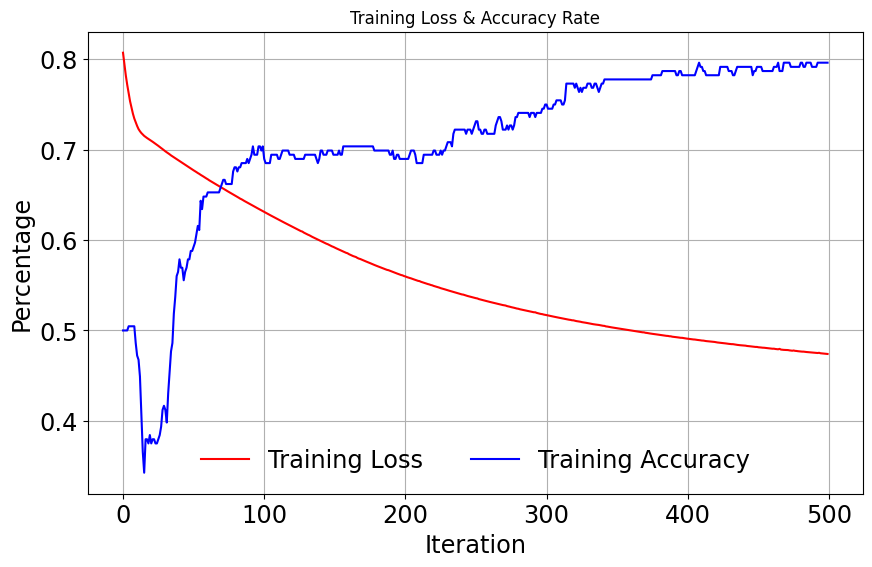 Training Loss & Accuracy Rate
0.8
0.7
0.6
0.5
0.4
Percentage
Training Loss
Training Accuracy
0 100 200 300 400 500
Iteration